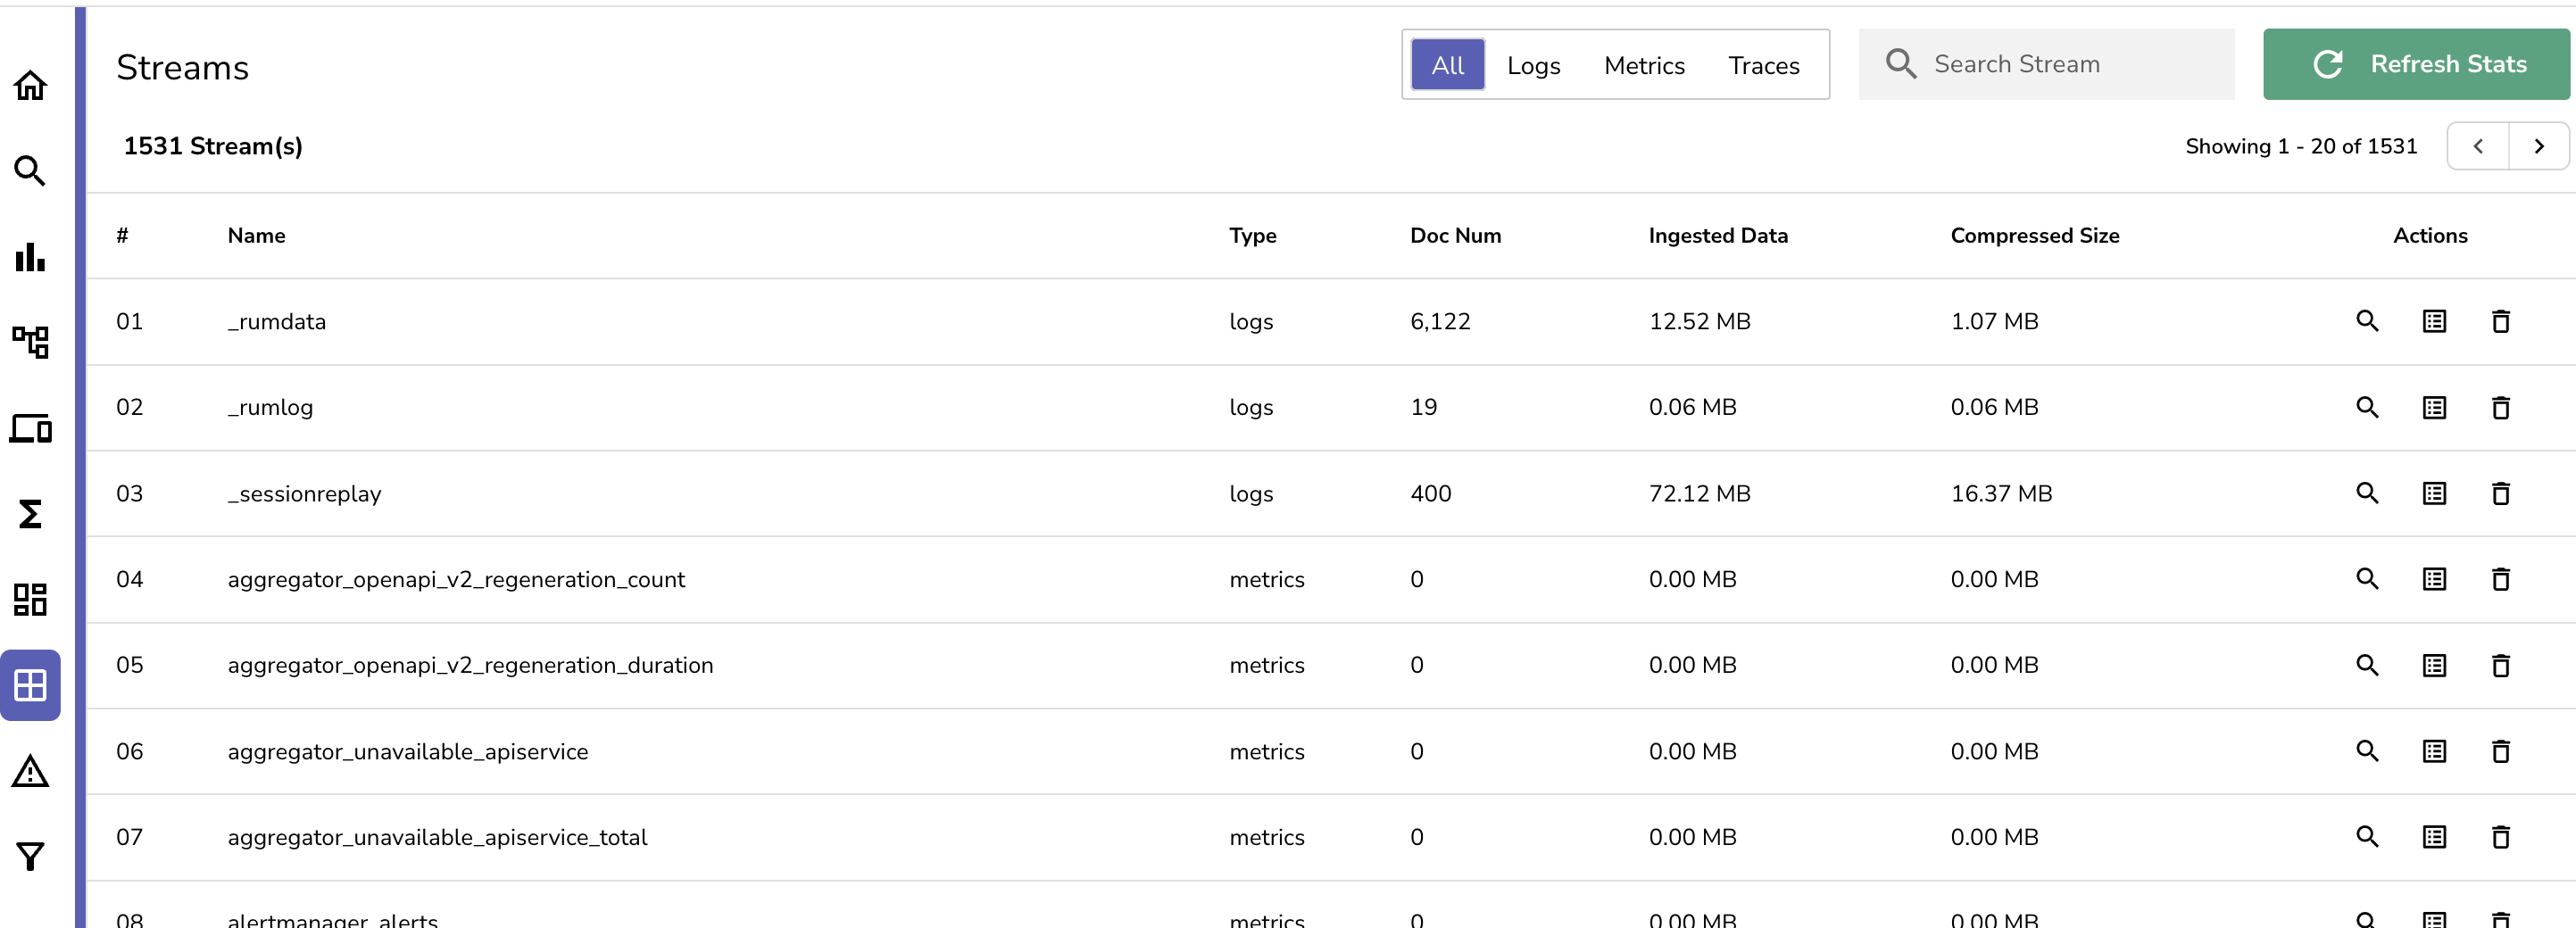 Streams
All Logs Metrics Traces
Search Stream
Refresh Stats
1531 Stream(s)
Showing 1 - 20 of 1531
# Name Type Doc Num Ingested Data Compressed Size Actions
01 _rumdata logs 6,122 12.52 MB 1.07 MB
02 _rumlog logs 19 0.06 MB 0.06 MB
03 _sessionreplay logs 400 72.12 MB 16.37 MB
04 aggregator_openapi_v2_regeneration_count metrics 0 0.00 MB 0.00 MB
05 aggregator_openapi_v2_regeneration_duration metrics 0 0.00 MB 0.00 MB
06 aggregator_unavailable_apiservice metrics 0 0.00 MB 0.00 MB
07 aggregator_unavailable_apiservice_total metrics 0 0.00 MB 0.00 MB
08 alertmanager_alerts metrics 0 0.00 MB 0.00 MB